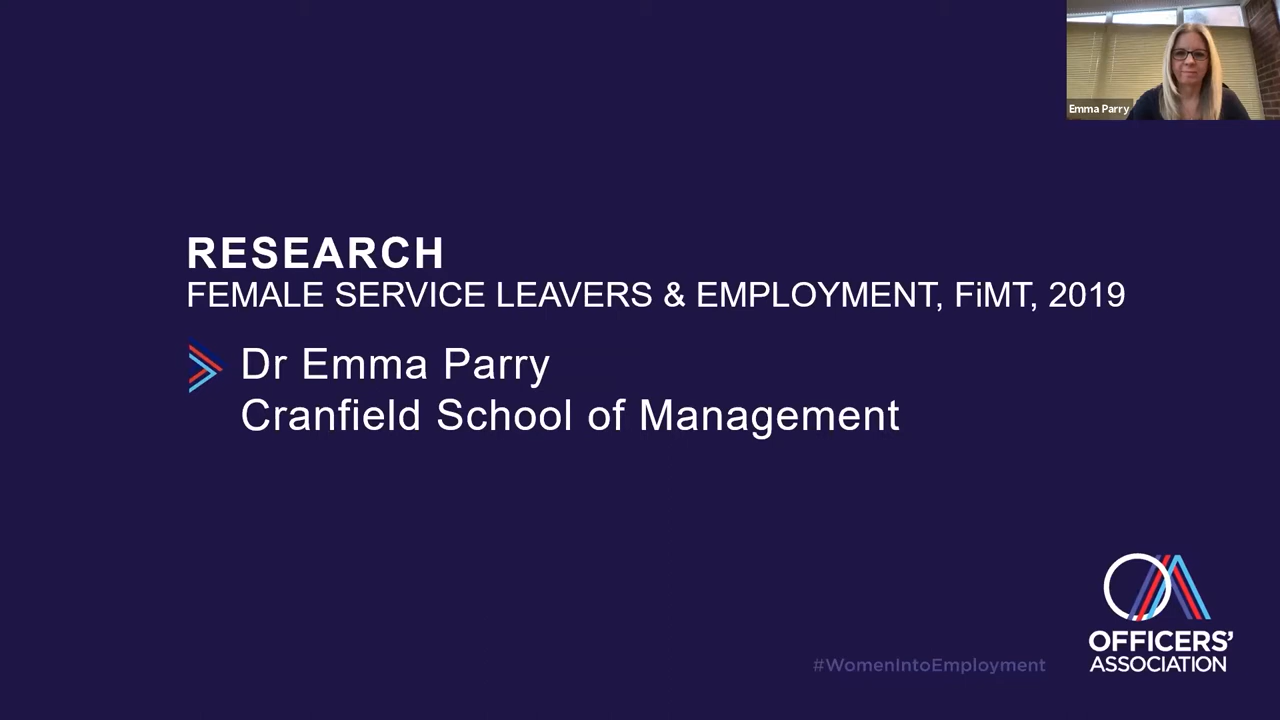 Emma Parry
RESEARCH
FEMALE SERVICE LEAVERS & EMPLOYMENT, FiMT, 2019
Dr Emma Parry
Cranfield School of Management
OFFICERS'
ASSOCIATION
#WomenIntoEmployment